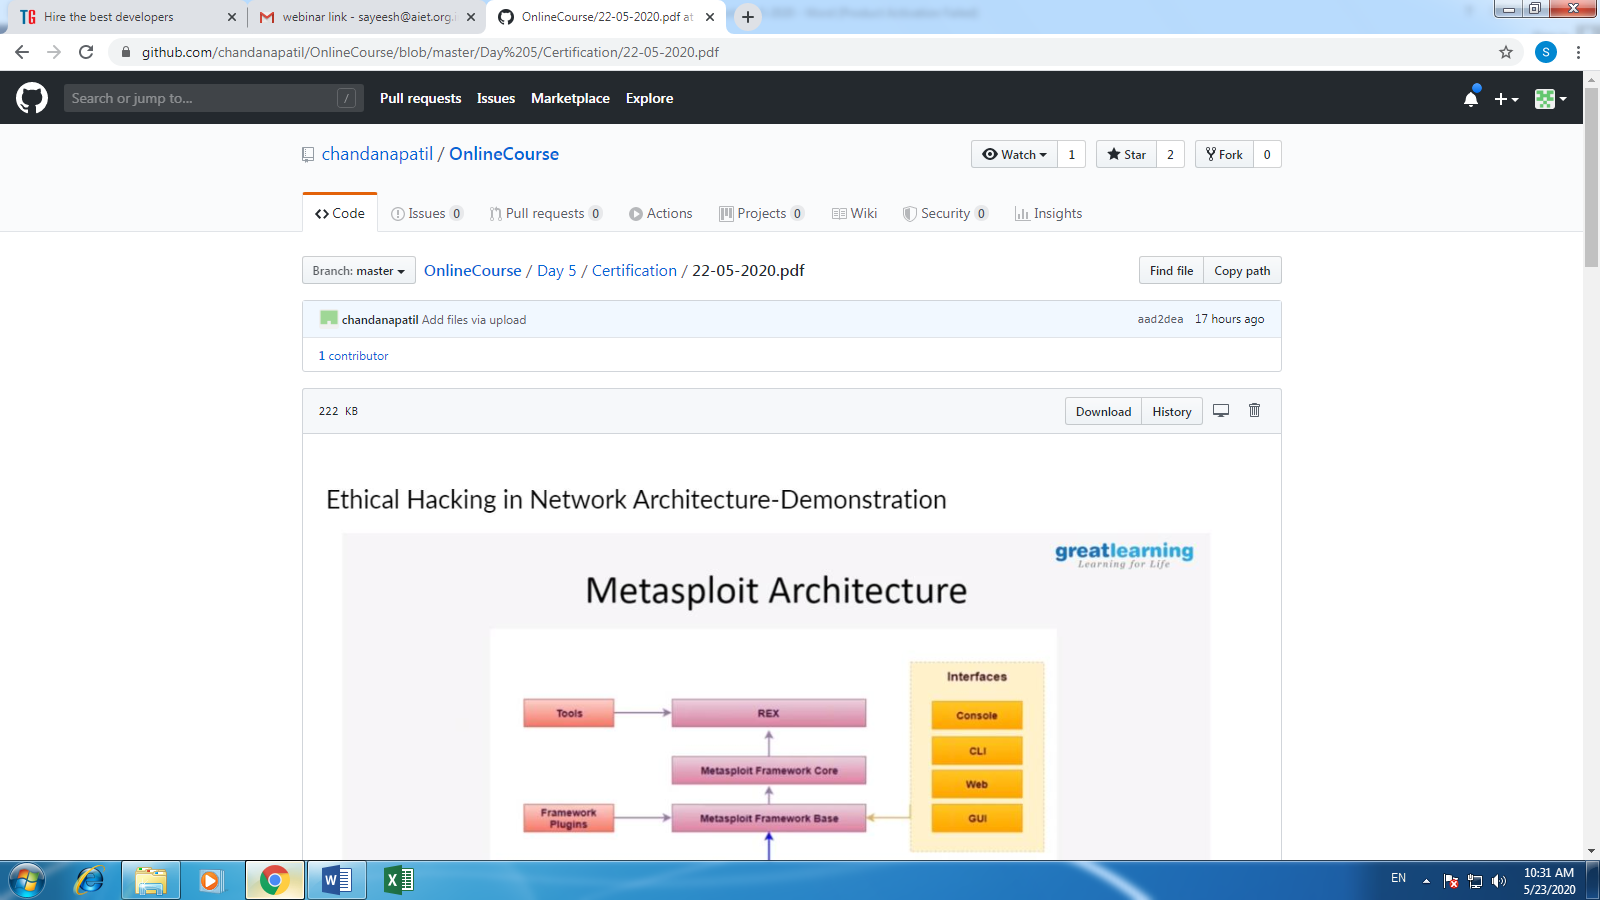 Hire the best developers
webinar link - sayeesh@aiet.org.i
OnlineCourse/22-05-2020.pdf at
github.com/chandanapatil/OnlineCourse/blob/master/Day%205/Certification/22-05-2020.pdf
S
Search or jump to...
/
Pull requests
Issues
Marketplace
Explore
chandanapatil / OnlineCourse
Watch 1
Star 2
Fork 0
Code
Issues 0
Pull requests 0
Actions
Projects 0
Wiki
Security 0
Insights
Branch: master
OnlineCourse / Day 5 / Certification / 22-05-2020.pdf
Find file
Copy path
chandanapatil Add files via upload
aad2dea 17 hours ago
1 contributor
222 KB
Download
History
Ethical Hacking in Network Architecture-Demonstration
greatlearning
Learning for Life
Metasploit Architecture
Interfaces
Tools
REX
Console
CLI
Metasploit Framework Core
Web
Framework
Plugins
Metasploit Framework Base
GUI
EN
10:31 AM
5/23/2020